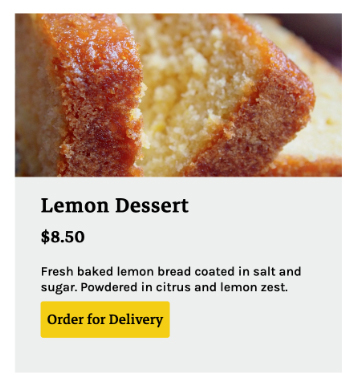 Lemon Dessert
$8.50
Fresh baked lemon bread coated in salt and
sugar. Powdered in citrus and lemon zest.
Order for Delivery